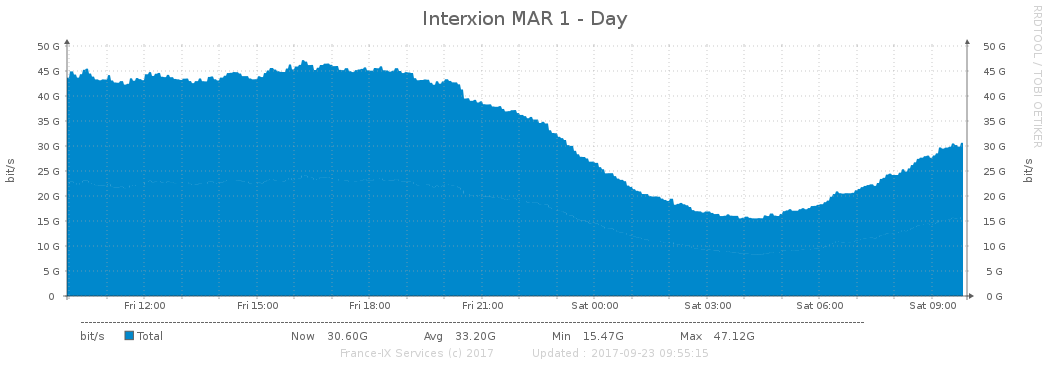 Interxion MAR 1 - Day
RRDTOOL / TOBI OETIKER
50 G 50 G
45 G 45 G
40 G 40 G
35 G 35 G
30 G 30 G
25 G 25 G
20 G 20 G
15 G 15 G
10 G 10 G
5 G 5 G
0 0 G
bit/s bit/s
Fri 12:00 Fri 15:00 Fri 18:00 Fri 21:00 Sat 00:00 Sat 03:00 Sat 06:00 Sat 09:00
bit/s Total Now 30.60G Avg 33.20G Min 15.47G Max 47.12G
France-IX Services (c) 2017 Updated : 2017-09-23 09:55:15